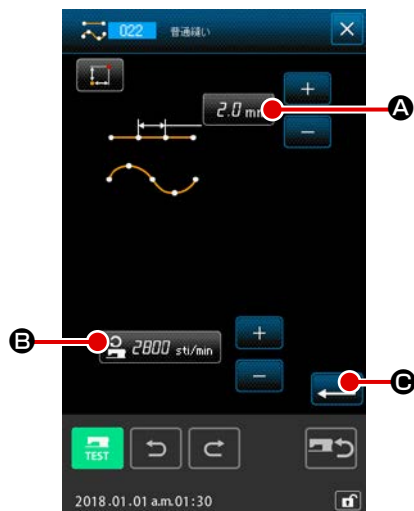 022 普通縫い
2.0 mm
A
B
2800 sti/min
C
TEST
2018.01.01 a.m.01:30